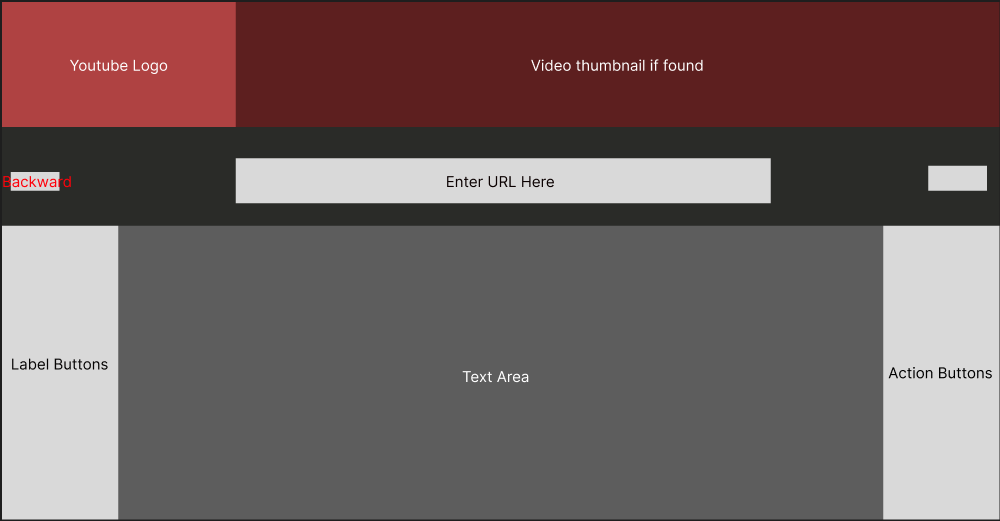 Youtube Logo
Video thumbnail if found
Backward
Enter URL Here
Label Buttons
Text Area
Action Buttons